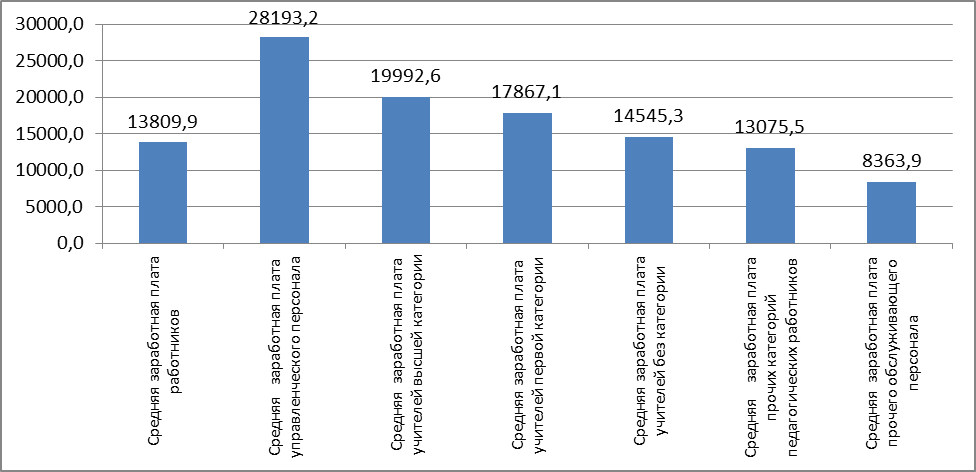 30000,0
25000,0
20000,0
15000,0
10000,0
5000,0
0,0
13809,9
28193,2
19992,6
17867,1
14545,3
13075,5
8363,9
Средняя заработная плата
работников
Средняя заработная плата
управленческого персонала
Средняя заработная плата
учителей высшей категории
Средняя заработная плата
учителей первой категории
Средняя заработная плата
учителей без категории
Средняя заработная плата
прочих категорий
педагогических работников
Средняя заработная плата
прочего обслуживающего
персонала